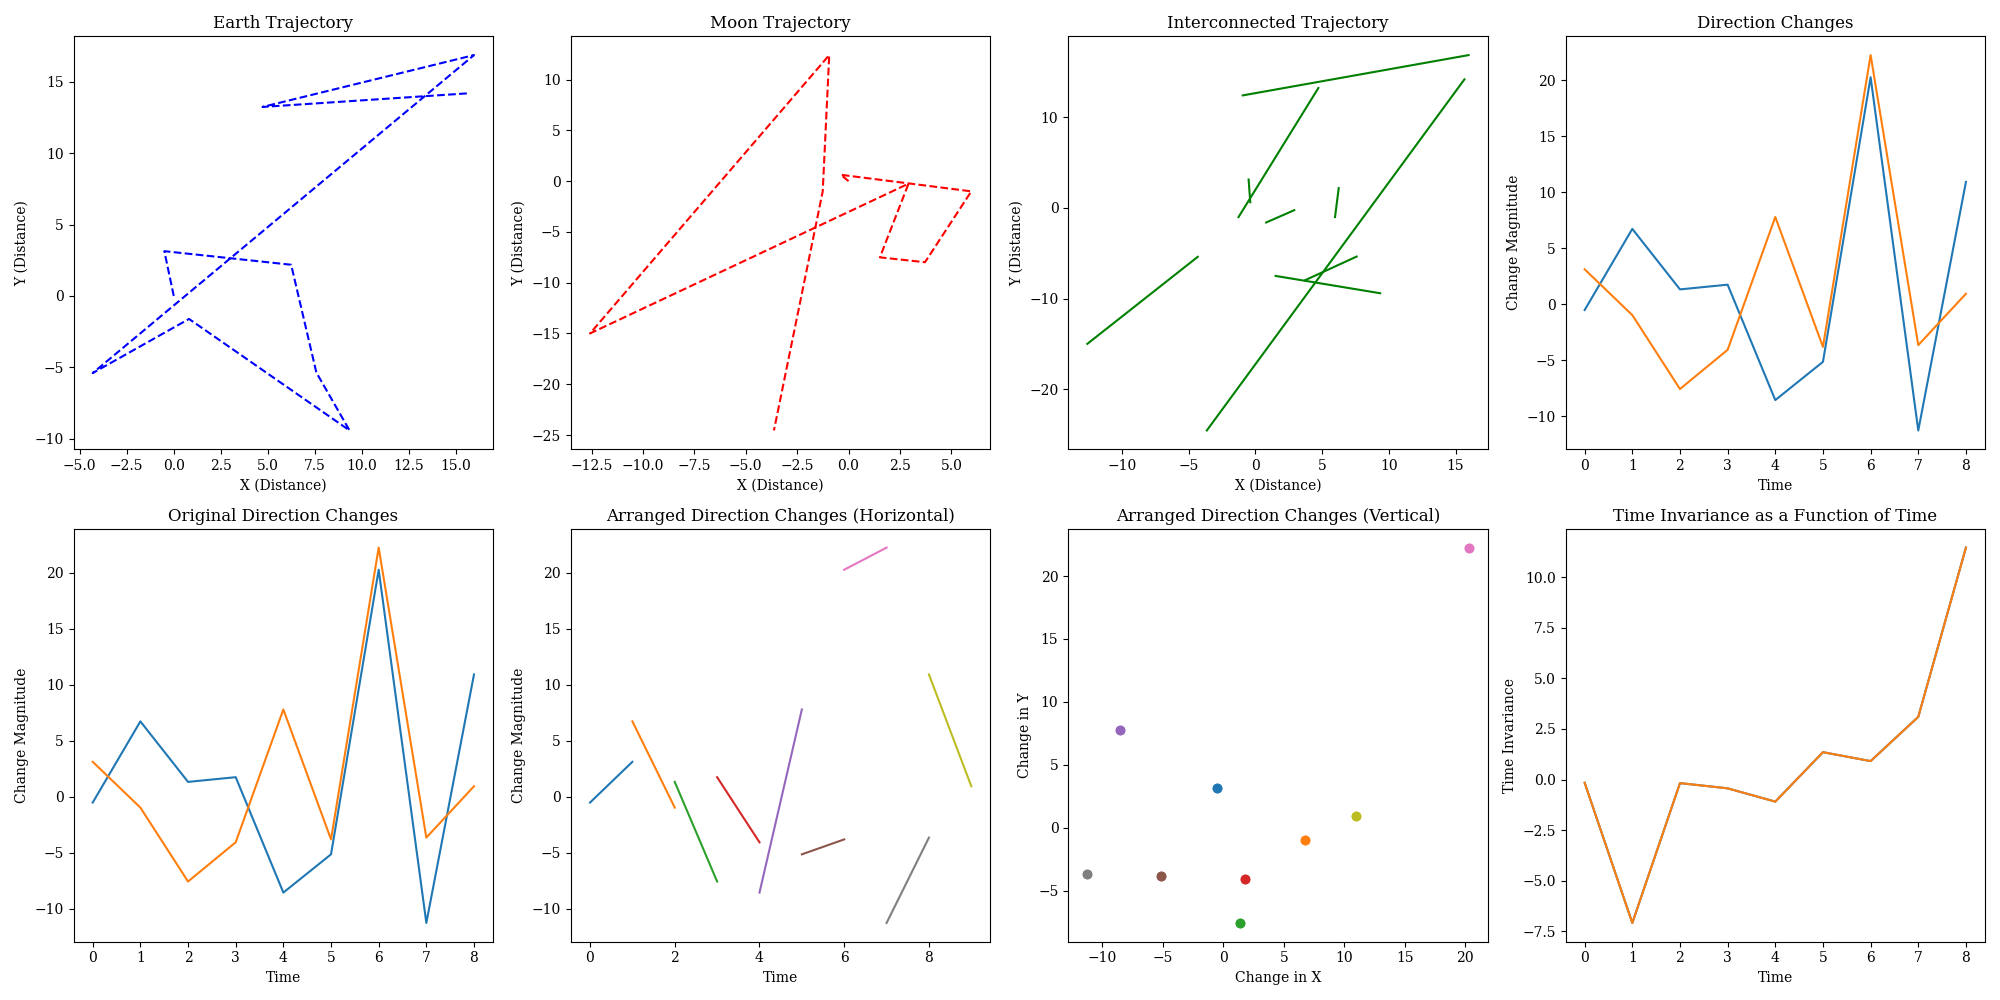 Earth Trajectory
Y (Distance)
15
10
5
0
−5
−10
−5.0 −2.5 0.0 2.5 5.0 7.5 10.0 12.5 15.0
X (Distance)
Moon Trajectory
Y (Distance)
10
5
0
−5
−10
−15
−20
−25
−12.5 −10.0 −7.5 −5.0 −2.5 0.0 2.5 5.0
X (Distance)
Interconnected Trajectory
Y (Distance)
10
0
−10
−20
−10 −5 0 5 10 15
X (Distance)
Direction Changes
Change Magnitude
20
15
10
5
0
−5
−10
0 1 2 3 4 5 6 7 8
Time
Original Direction Changes
Change Magnitude
20
15
10
5
0
−5
−10
0 1 2 3 4 5 6 7 8
Time
Arranged Direction Changes (Horizontal)
Change Magnitude
20
15
10
5
0
−5
−10
0 2 4 6 8
Time
Arranged Direction Changes (Vertical)
Change in Y
20
15
10
5
0
−5
−10 −5 0 5 10 15 20
Change in X
Time Invariance as a Function of Time
Time Invariance
10.0
7.5
5.0
2.5
0.0
−2.5
−5.0
−7.5
0 1 2 3 4 5 6 7 8
Time